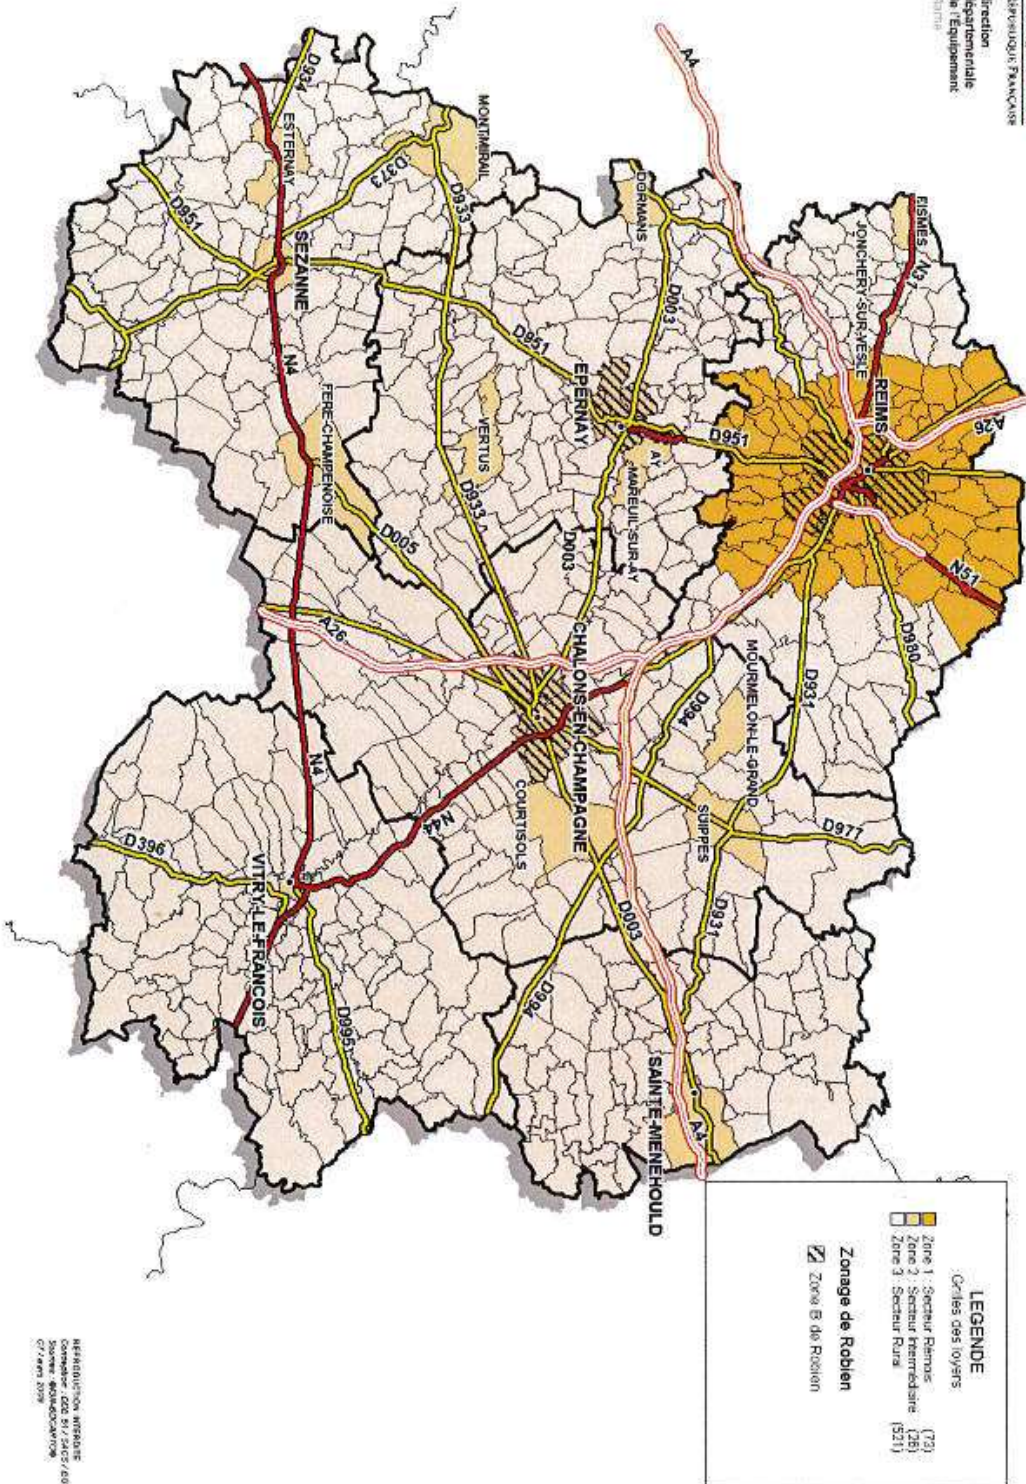 RÉPUBLIQUE FRANÇAISE
irection
épartementale
e l'Équipement
LEGENDE
Grilles des loyers
Zone 1 : Secteur Rémois (73)
Zone 2 : Secteur Intermédiaire (26)
Zone 3 : Secteur Rural (521)
Zonage de Robien
Zone B de Robien
A4
FISMES
N31
JONCHERY-SUR-VESLE
REIMS
A26
N51
D980
D931
D951
DORMANS
D003
EPERNAY
AY
MAREUIL-SUR-AY
D951
D003
MONTMIRAIL
D933
D373
VERTUS
D933
D934
ESTERNAY
D951
SEZANNE
N4
FERE-CHAMPENOISE
D005
A26
CHALONS-EN-CHAMPAGNE
MOURMELON-LE-GRAND
D994
SUIPPES
D977
D931
COURTISOLS
D003
D994
N44
N4
D396
VITRY-LE-FRANCOIS
D995
SAINTE-MENEHOULD
A4
REPRODUCTION INTERDITE